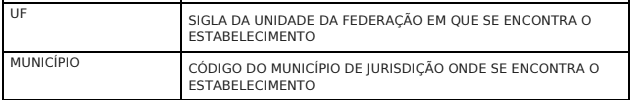 UF
SIGLA DA UNIDADE DA FEDERAÇÃO EM QUE SE ENCONTRA O
ESTABELECIMENTO
MUNICÍPIO
CÓDIGO DO MUNICÍPIO DE JURISDIÇÃO ONDE SE ENCONTRA O
ESTABELECIMENTO